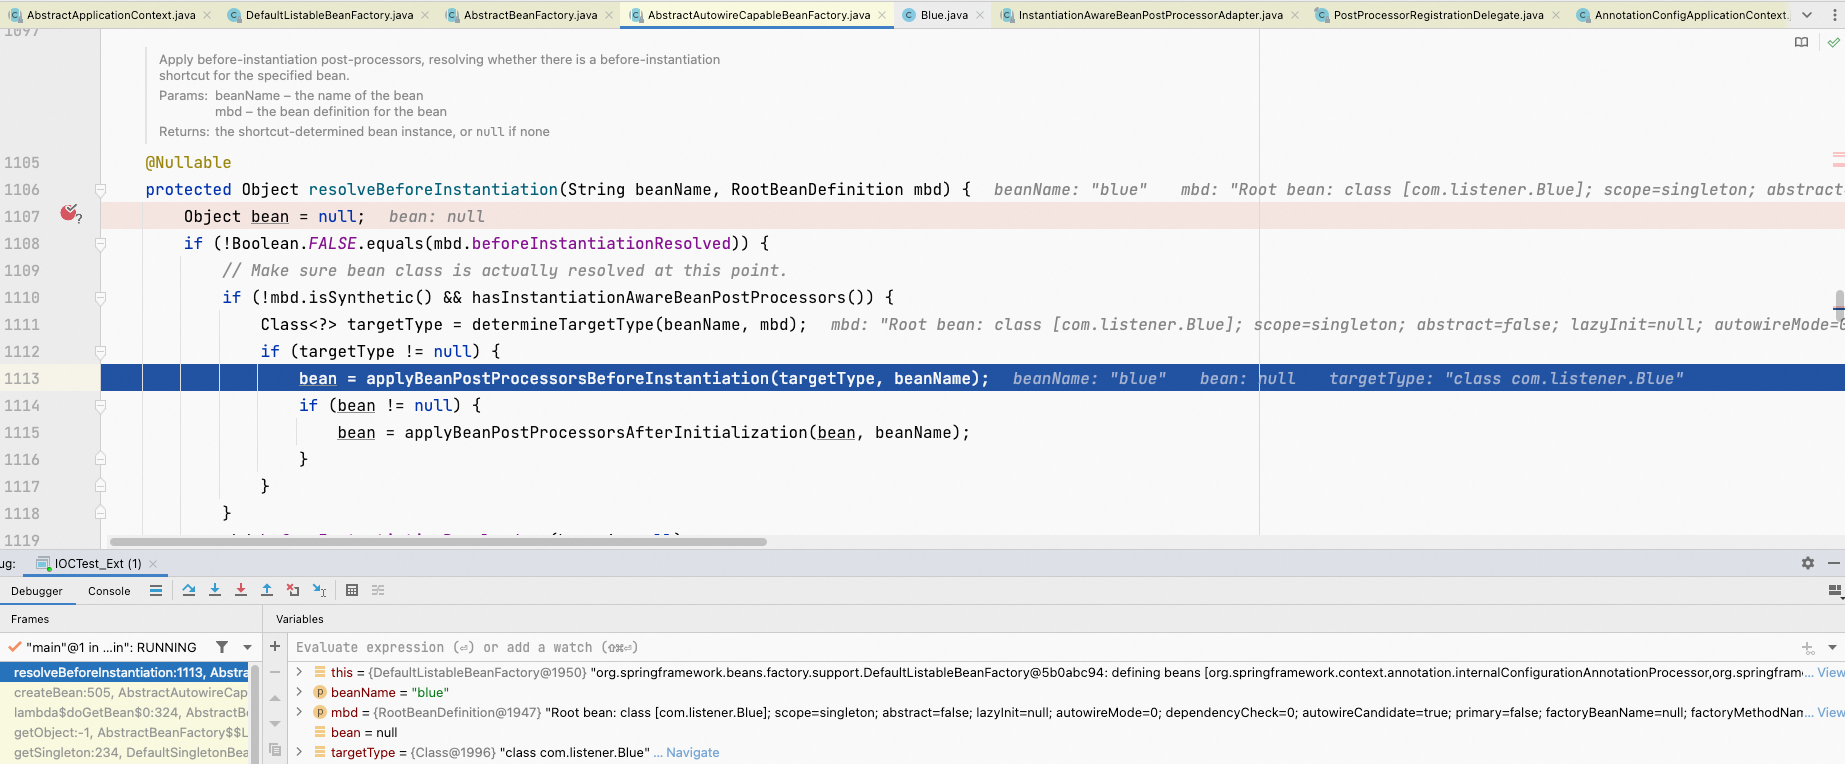 AbstractApplicationContext.java
DefaultListableBeanFactory.java
AbstractBeanFactory.java
AbstractAutowireCapableBeanFactory.java
Blue.java
InstantiationAwareBeanPostProcessorAdapter.java
PostProcessorRegistrationDelegate.java
AnnotationConfigApplicationContext.
1097
Apply before-instantiation post-processors, resolving whether there is a before-instantiation
shortcut for the specified bean.
Params: beanName – the name of the bean
mbd – the bean definition for the bean
Returns: the shortcut-determined bean instance, or null if none
1105 @Nullable
1106 protected Object resolveBeforeInstantiation(String beanName, RootBeanDefinition mbd) { beanName: "blue" mbd: "Root bean: class [com.listener.Blue]; scope=singleton; abstract=
1107 Object bean = null; bean: null
1108 if (!Boolean.FALSE.equals(mbd.beforeInstantiationResolved)) {
1109 // Make sure bean class is actually resolved at this point.
1110 if (!mbd.isSynthetic() && hasInstantiationAwareBeanPostProcessors()) {
1111 Class<?> targetType = determineTargetType(beanName, mbd); mbd: "Root bean: class [com.listener.Blue]; scope=singleton; abstract=false; lazyInit=null; autowireMode=0
1112 if (targetType != null) {
1113 bean = applyBeanPostProcessorsBeforeInstantiation(targetType, beanName); beanName: "blue" bean: null targetType: "class com.listener.Blue"
1114 if (bean != null) {
1115 bean = applyBeanPostProcessorsAfterInitialization(bean, beanName);
1116 }
1117 }
1118 }
1119
ug: IOCTest_Ext (1)
Debugger Console
Frames Variables
"main"@1 in ...in": RUNNING
Evaluate expression (⏎) or add a watch (⇧⌘⏎)
resolveBeforeInstantiation:1113, Abstra
createBean:505, AbstractAutowireCap
lambda$doGetBean$0:324, AbstractBe
getObject:-1, AbstractBeanFactory$$L
getSingleton:234, DefaultSingletonBea
this = {DefaultListableBeanFactory@1950} "org.springframework.beans.factory.support.DefaultListableBeanFactory@5b0abc94: defining beans [org.springframework.context.annotation.internalConfigurationAnnotationProcessor,org.springfram... View
beanName = "blue"
mbd = {RootBeanDefinition@1947} "Root bean: class [com.listener.Blue]; scope=singleton; abstract=false; lazyInit=null; autowireMode=0; dependencyCheck=0; autowireCandidate=true; primary=false; factoryBeanName=null; factoryMethodNam... View
bean = null
targetType = {Class@1996} "class com.listener.Blue" ... Navigate